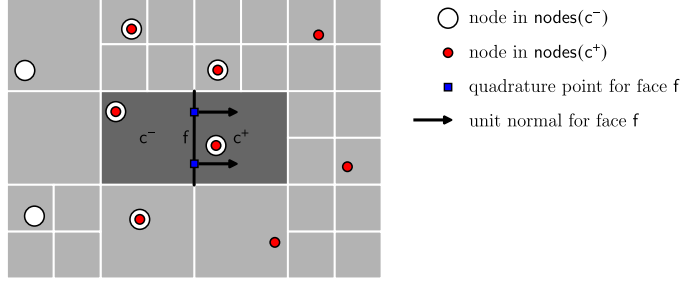 node in nodes(c⁻)
node in nodes(c⁺)
quadrature point for face f
unit normal for face f
c⁻ f c⁺